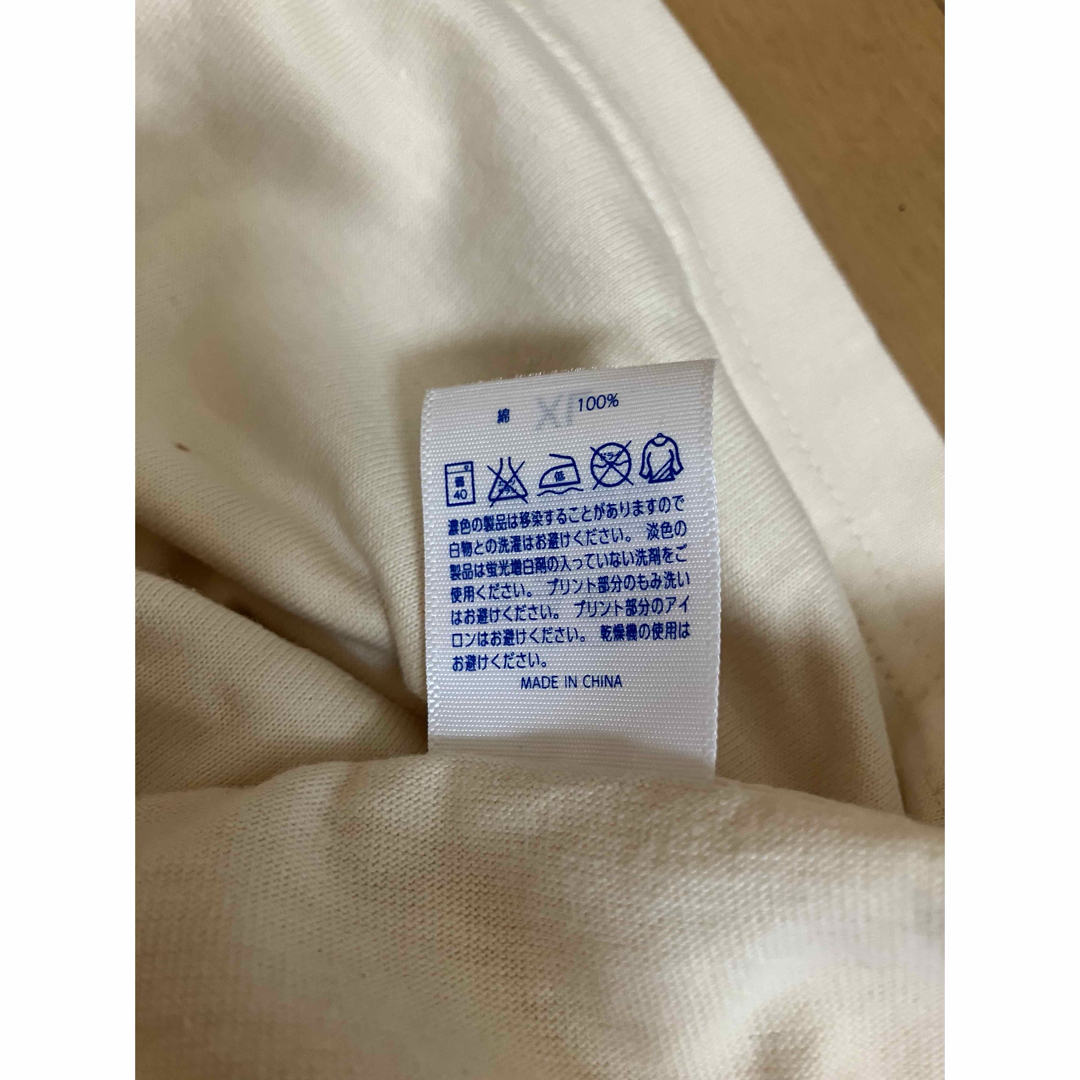 綿 100%
弱
40
低
濃色の製品は移染することがありますので
白物との洗濯はお避けください。 淡色の
製品は蛍光増白剤の入っていない洗剤をご
使用ください。 プリント部分のもみ洗い
はお避けください。 プリント部分のアイ
ロンはお避けください。 乾燥機の使用は
お避けください。
MADE IN CHINA